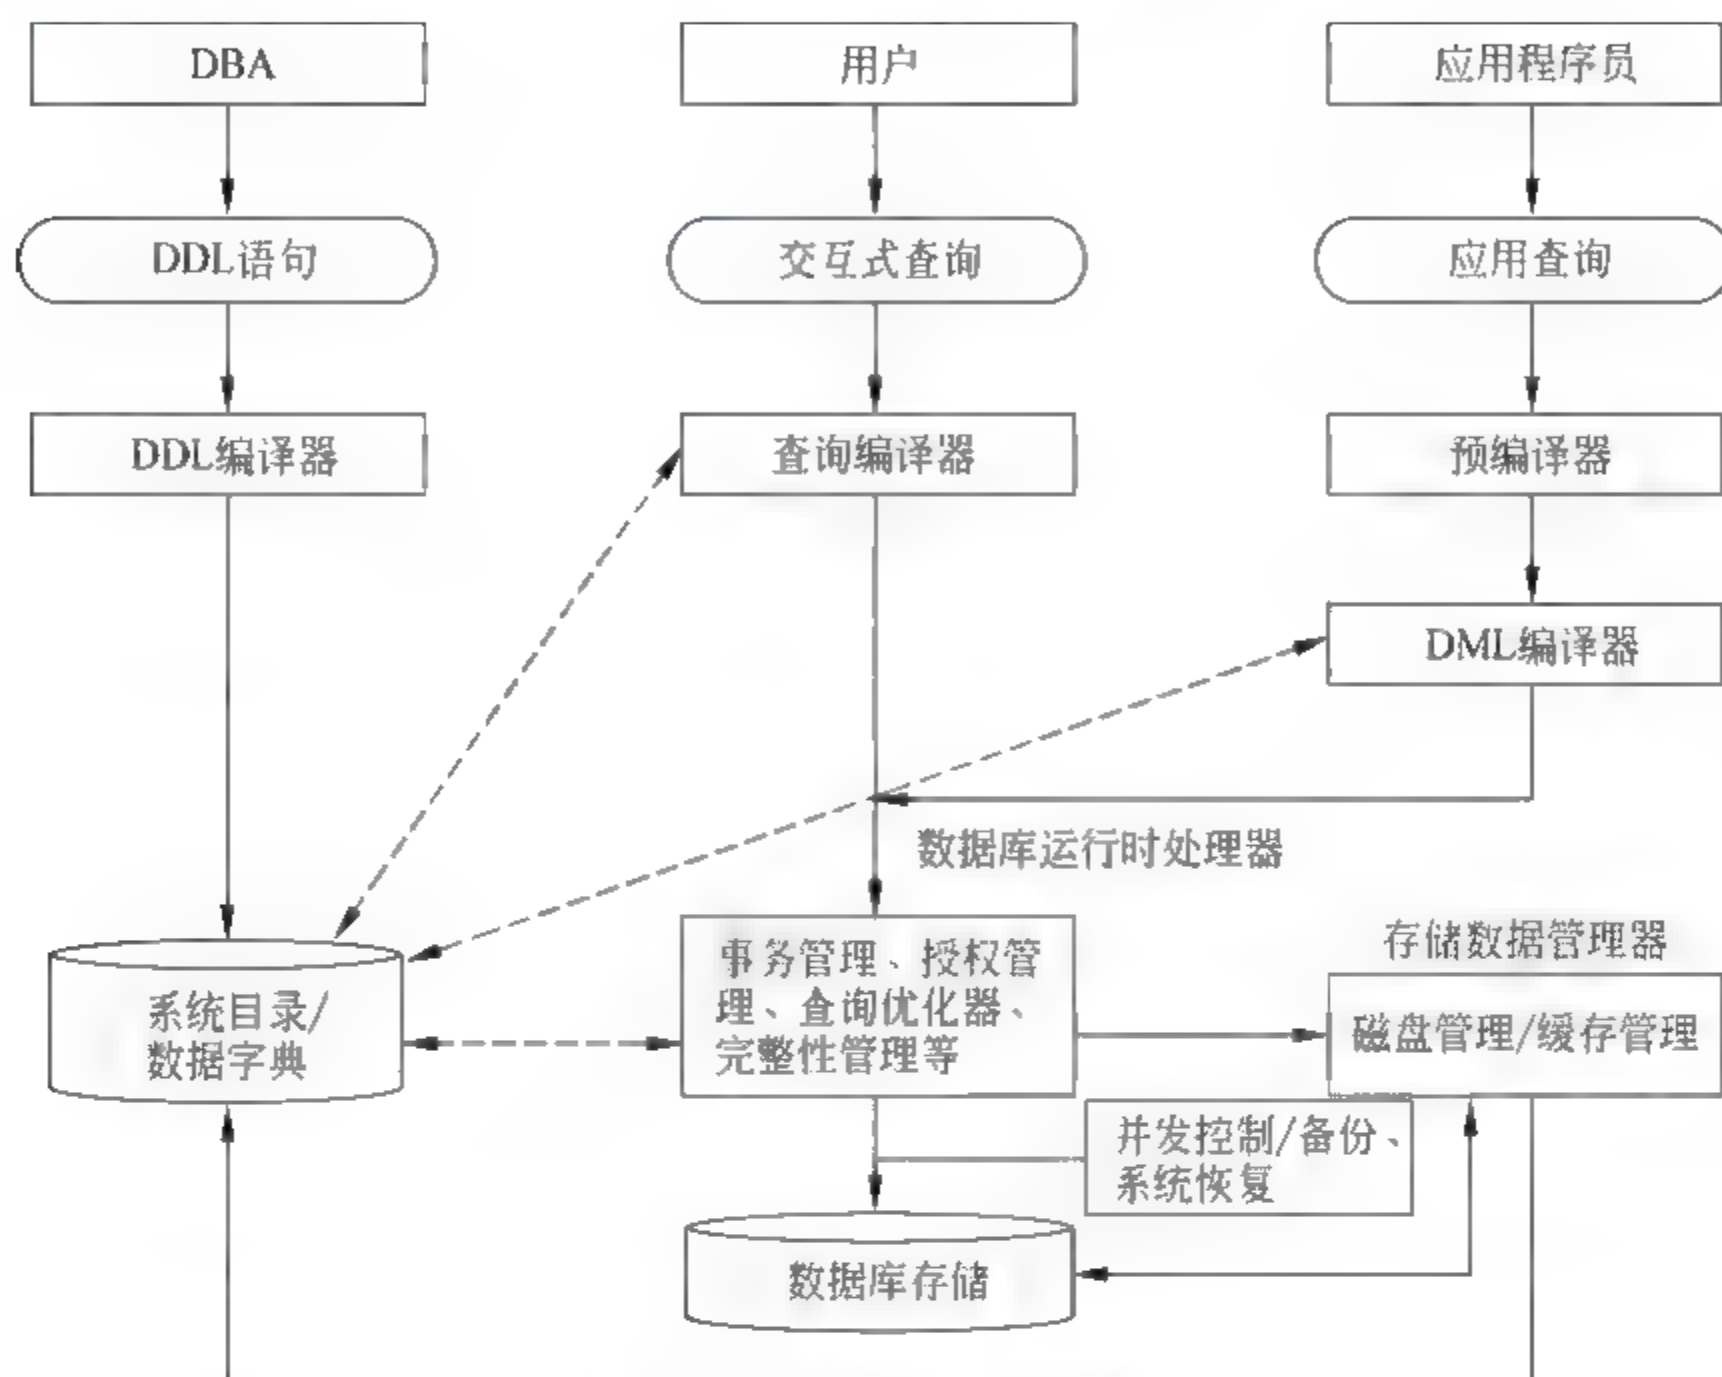 DBA
用户
应用程序员
DDL语句
交互式查询
应用查询
DDL编译器
查询编译器
预编译器
DML编译器
数据库运行时处理器
事务管理、授权管
理、查询优化器、
完整性管理等
存储数据管理器
磁盘管理/缓存管理
系统目录/
数据字典
并发控制/备份、
系统恢复
数据库存储